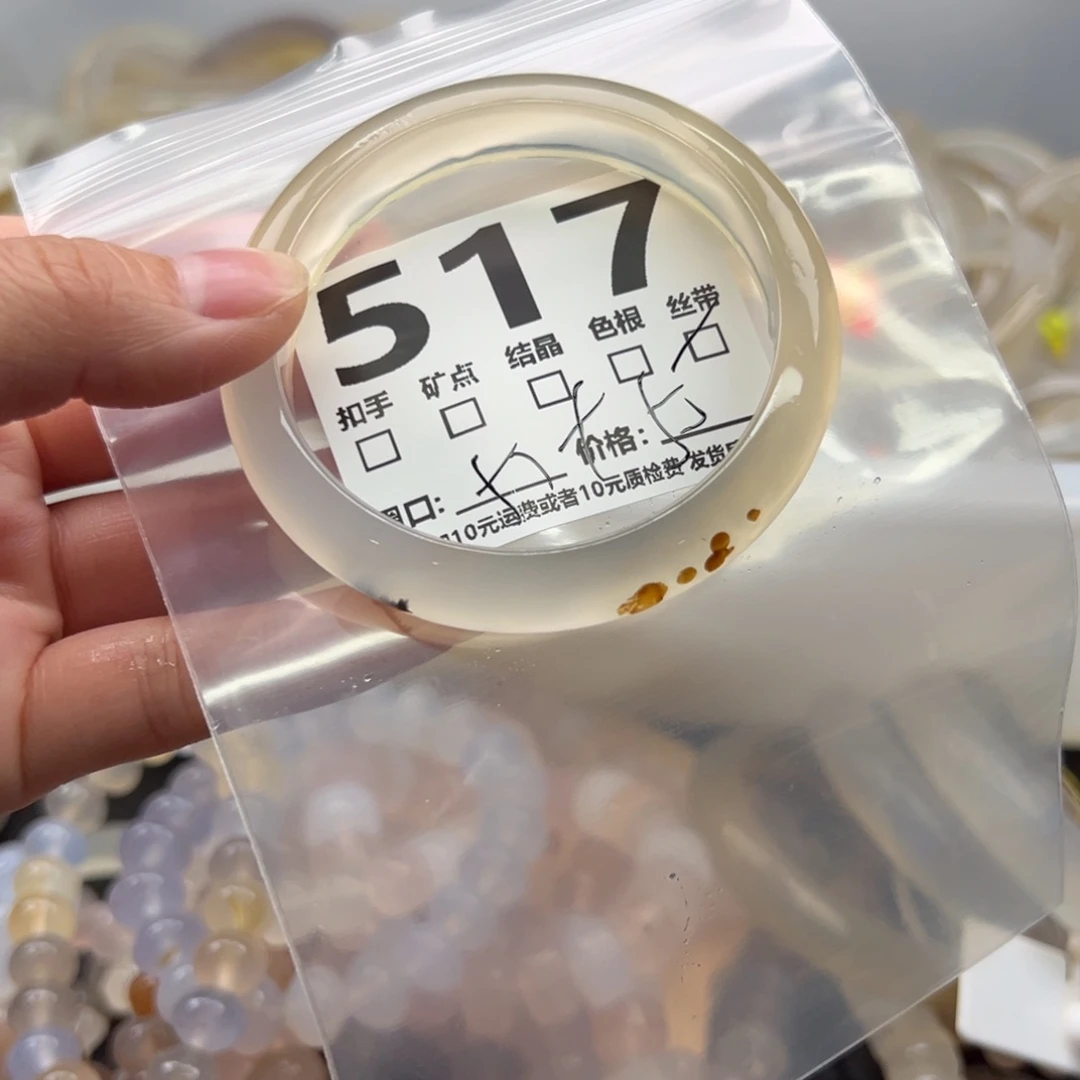 517
扣手 矿点 结晶 色根 丝带
口: 价格:
10元运费或者10元质检费 发货